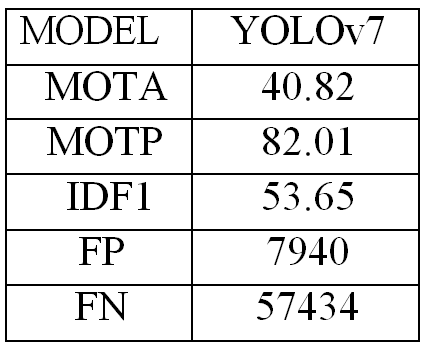 MODEL YOLOv7
MOTA 40.82
MOTP 82.01
IDF1 53.65
FP 7940
FN 57434